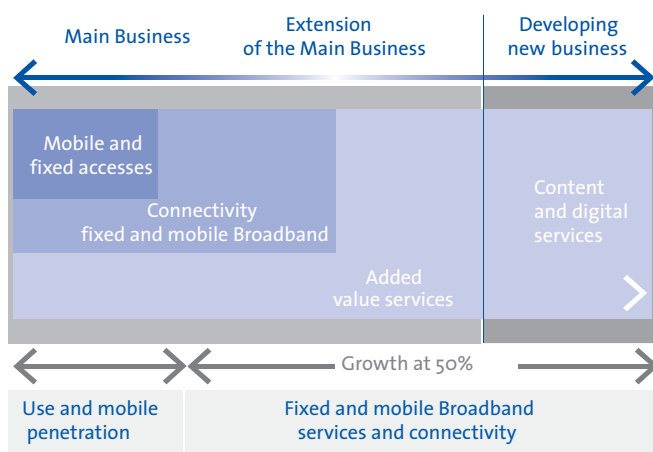 Main Business
Extension
of the Main Business
Developing
new business
Mobile and
fixed accesses
Connectivity
fixed and mobile Broadband
Content
and digital
services
Added
value services
Growth at 50%
Use and mobile
penetration
Fixed and mobile Broadband
services and connectivity